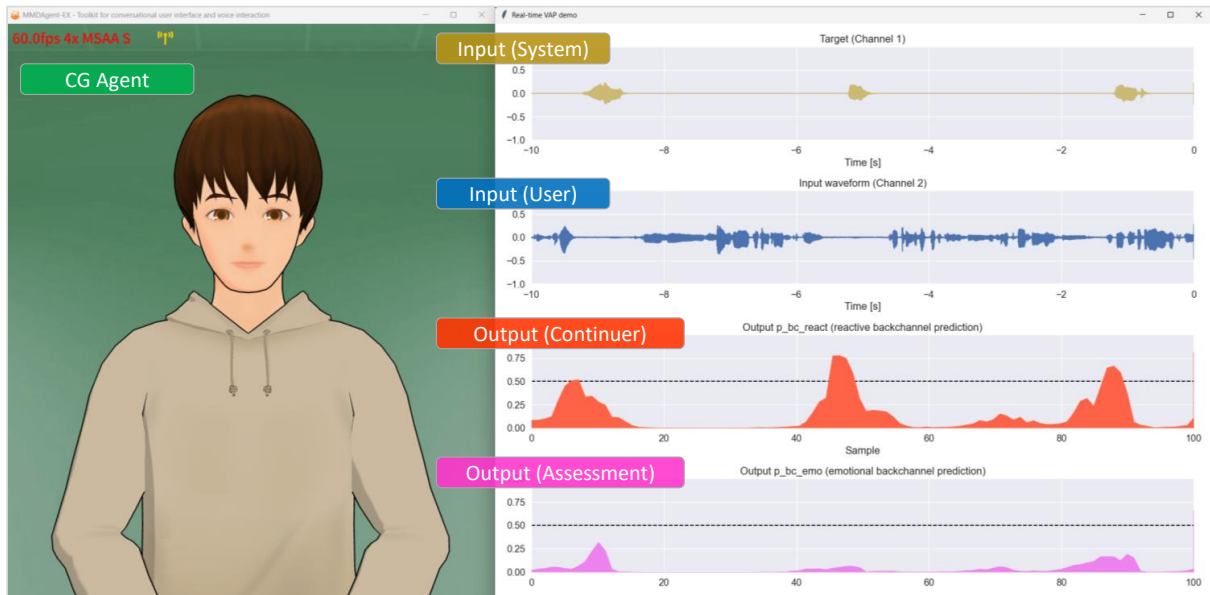 MMDAgent-EX - Toolkit for conversational user interface and voice interaction
60.0fps 4x MSAA S
CG Agent
Real-time VAP demo
Input (System)
Target (Channel 1)
0.5
0.0
−0.5
−1.0
−10
−8
−6
−4
−2
0
Time [s]
Input (User)
Input waveform (Channel 2)
0.5
0.0
−0.5
−1.0
−10
−8
−6
−4
−2
0
Time [s]
Output (Continuer)
Output p_bc_react (reactive backchannel prediction)
0.75
0.50
0.25
0.00
0
20
40
60
80
100
Sample
Output (Assessment)
Output p_bc_emo (emotional backchannel prediction)
0.75
0.50
0.25
0.00
0
20
40
60
80
100